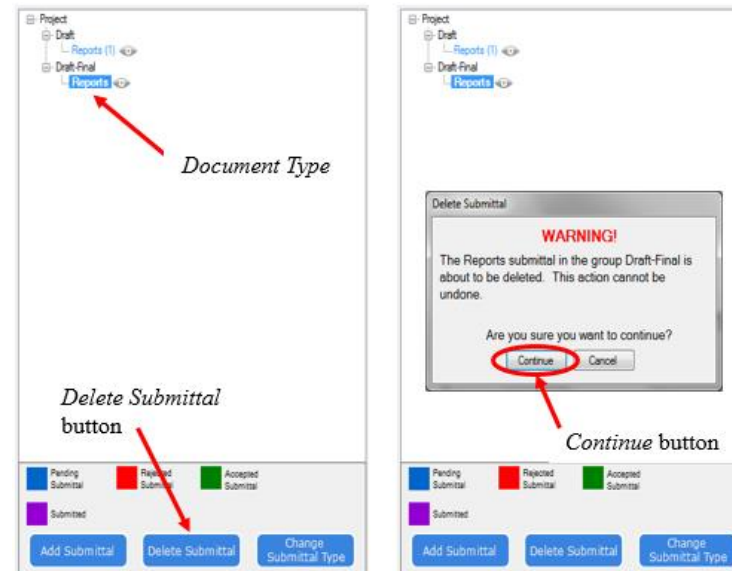 Project
Draft
Reports (1)
Draft-Final
Reports
Document Type
Delete Submittal
button
Pending
Submittal
Rejected
Submittal
Accepted
Submittal
Submitted
Add Submittal
Delete Submittal
Change
Submittal Type
Project
Draft
Reports (1)
Draft-Final
Reports
Delete Submittal
WARNING!
The Reports submittal in the group Draft-Final is
about to be deleted. This action cannot be
undone.
Are you sure you want to continue?
Continue
Cancel
Continue button
Pending
Submittal
Rejected
Submittal
Accepted
Submittal
Submitted
Add Submittal
Delete Submittal
Change
Submittal Type